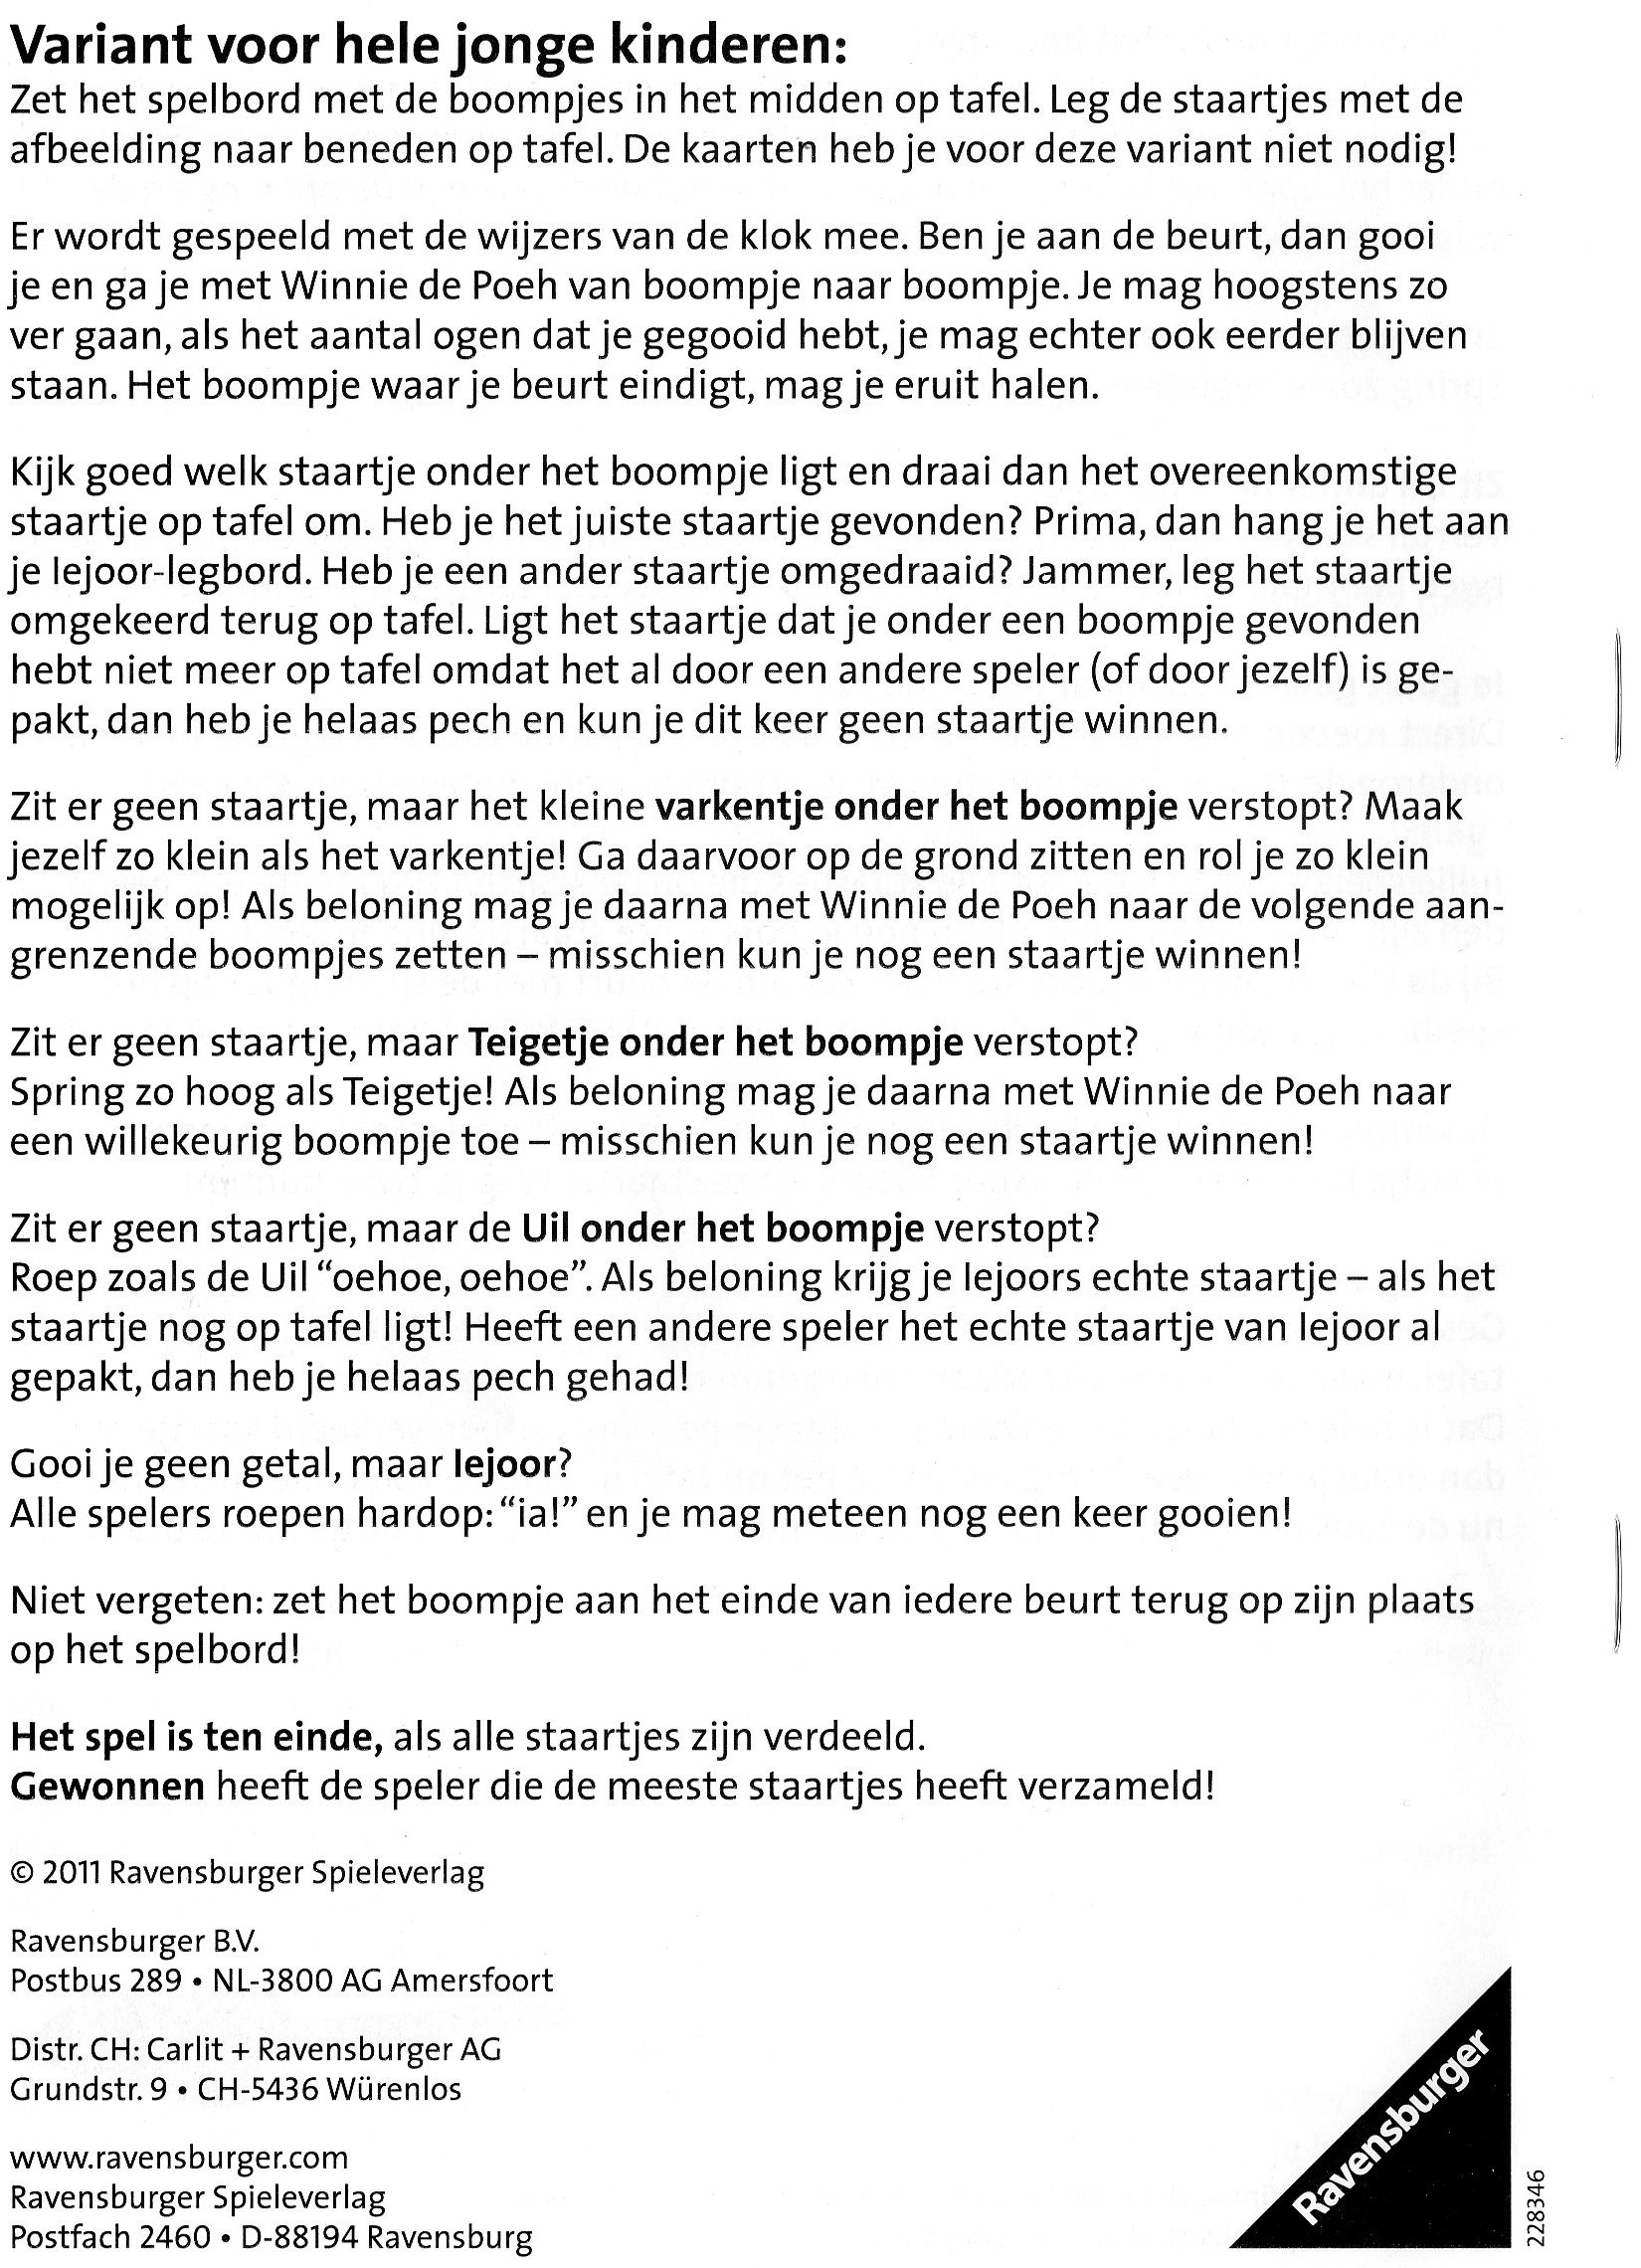 Variant voor hele jonge kinderen:
Zet het spelbord met de boompjes in het midden op tafel. Leg de staartjes met de
afbeelding naar beneden op tafel. De kaarten heb je voor deze variant niet nodig!
Er wordt gespeeld met de wijzers van de klok mee. Ben je aan de beurt, dan gooi
je en ga je met Winnie de Poeh van boompje naar boompje. Je mag hoogstens zo
ver gaan, als het aantal ogen dat je gegooid hebt, je mag echter ook eerder blijven
staan. Het boompje waar je beurt eindigt, mag je eruit halen.
Kijk goed welk staartje onder het boompje ligt en draai dan het overeenkomstige
staartje op tafel om. Heb je het juiste staartje gevonden? Prima, dan hang je het aan
je Iejoor-legbord. Heb je een ander staartje omgedraaid? Jammer, leg het staartje
omgekeerd terug op tafel. Ligt het staartje dat je onder een boompje gevonden
hebt niet meer op tafel omdat het al door een andere speler (of door jezelf) is ge-
pakt, dan heb je helaas pech en kun je dit keer geen staartje winnen.
Zit er geen staartje, maar het kleine varkentje onder het boompje verstopt? Maak
jezelf zo klein als het varkentje! Ga daarvoor op de grond zitten en rol je zo klein
mogelijk op! Als beloning mag je daarna met Winnie de Poeh naar de volgende aan-
grenzende boompjes zetten – misschien kun je nog een staartje winnen!
Zit er geen staartje, maar Teigetje onder het boompje verstopt?
Spring zo hoog als Teigetje! Als beloning mag je daarna met Winnie de Poeh naar
een willekeurig boompje toe – misschien kun je nog een staartje winnen!
Zit er geen staartje, maar de Uil onder het boompje verstopt?
Roep zoals de Uil “oehoe, oehoe”. Als beloning krijg je Iejoors echte staartje – als het
staartje nog op tafel ligt! Heeft een andere speler het echte staartje van Iejoor al
gepakt, dan heb je helaas pech gehad!
Gooi je geen getal, maar Iejoor?
Alle spelers roepen hardop: “ia!” en je mag meteen nog een keer gooien!
Niet vergeten: zet het boompje aan het einde van iedere beurt terug op zijn plaats
op het spelbord!
Het spel is ten einde, als alle staartjes zijn verdeeld.
Gewonnen heeft de speler die de meeste staartjes heeft verzameld!
© 2011 Ravensburger Spieleverlag
Ravensburger B.V.
Postbus 289 • NL-3800 AG Amersfoort
Distr. CH: Carlit + Ravensburger AG
Grundstr. 9 • CH-5436 Würenlos
www.ravensburger.com
Ravensburger Spieleverlag
Postfach 2460 • D-88194 Ravensburg
Ravensburger
228346